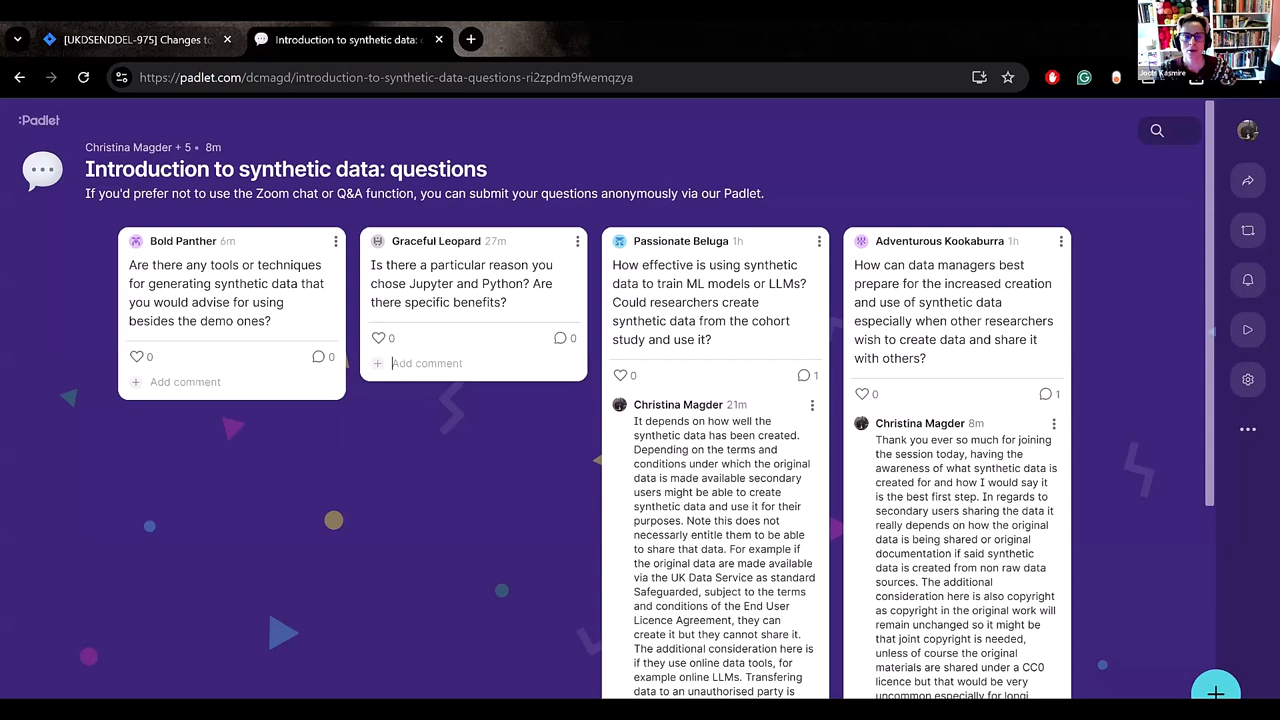 [UKDSENDDEL-975] Changes to
Introduction to synthetic data:
https://padlet.com/dcmagd/introduction-to-synthetic-data-questions-ri2zpdm9fwemqzya
:Padlet
Christina Magder + 5 • 8m
Introduction to synthetic data: questions
If you'd prefer not to use the Zoom chat or Q&A function, you can submit your questions anonymously via our Padlet.
Bold Panther 6m
Are there any tools or techniques
for generating synthetic data that
you would advise for using
besides the demo ones?
0 0
Add comment
Graceful Leopard 27m
Is there a particular reason you
chose Jupyter and Python? Are
there specific benefits?
0 0
Add comment
Passionate Beluga 1h
How effective is using synthetic
data to train ML models or LLMs?
Could researchers create
synthetic data from the cohort
study and use it?
0 1
Christina Magder 21m
It depends on how well the
synthetic data has been created.
Depending on the terms and
conditions under which the original
data is made available secondary
users might be able to create
synthetic data and use it for their
purposes. Note this does not
necessarly entitle them to be able
to share that data. For example if
the original data are made available
via the UK Data Service as standard
Safeguarded, subject to the terms
and conditions of the End User
Licence Agreement, they can
create it but they cannot share it.
The additional consideration here is
if they use online data tools, for
example online LLMs. Transfering
data to an unauthorised party is
Adventurous Kookaburra 1h
How can data managers best
prepare for the increased creation
and use of synthetic data
especially when other researchers
wish to create data and share it
with others?
0 1
Christina Magder 8m
Thank you ever so much for joining
the session today, having the
awareness of what synthetic data is
created for and how I would say it
is the best first step. In regards to
secondary users sharing the data it
really depends on how the original
data is being shared or original
documentation if said synthetic
data is created from non raw data
sources. The additional
consideration here is also copyright
as copyright in the original work will
remain unchanged so it might be
that joint copyright is needed,
unless of course the original
materials are shared under a CC0
licence but that would be very
uncommon especially for longi
Kasmire